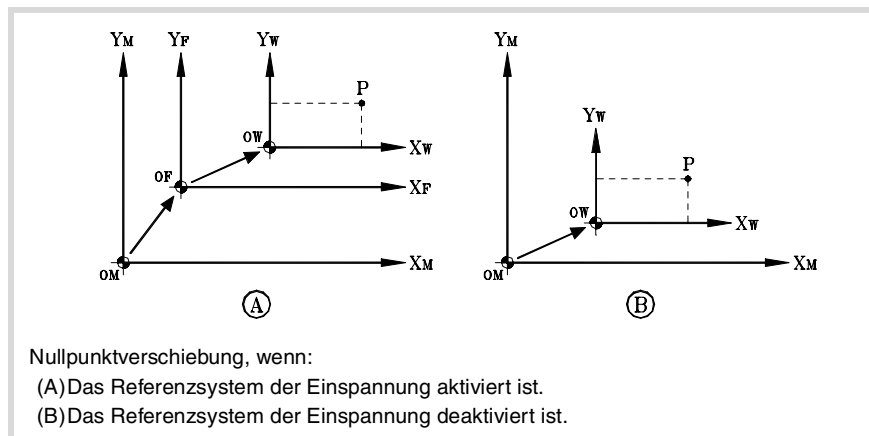 YM YF YW YM
P
YW
OW XW P
OF XF OW XW
OM XM OM XM
A B
Nullpunktverschiebung, wenn:
(A)Das Referenzsystem der Einspannung aktiviert ist.
(B)Das Referenzsystem der Einspannung deaktiviert ist.